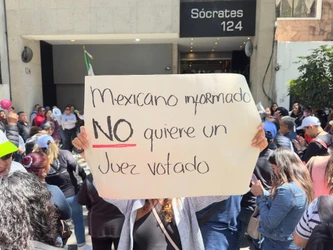 Sócrates
124
Mexicano informado
NO quiere un
Juez votado